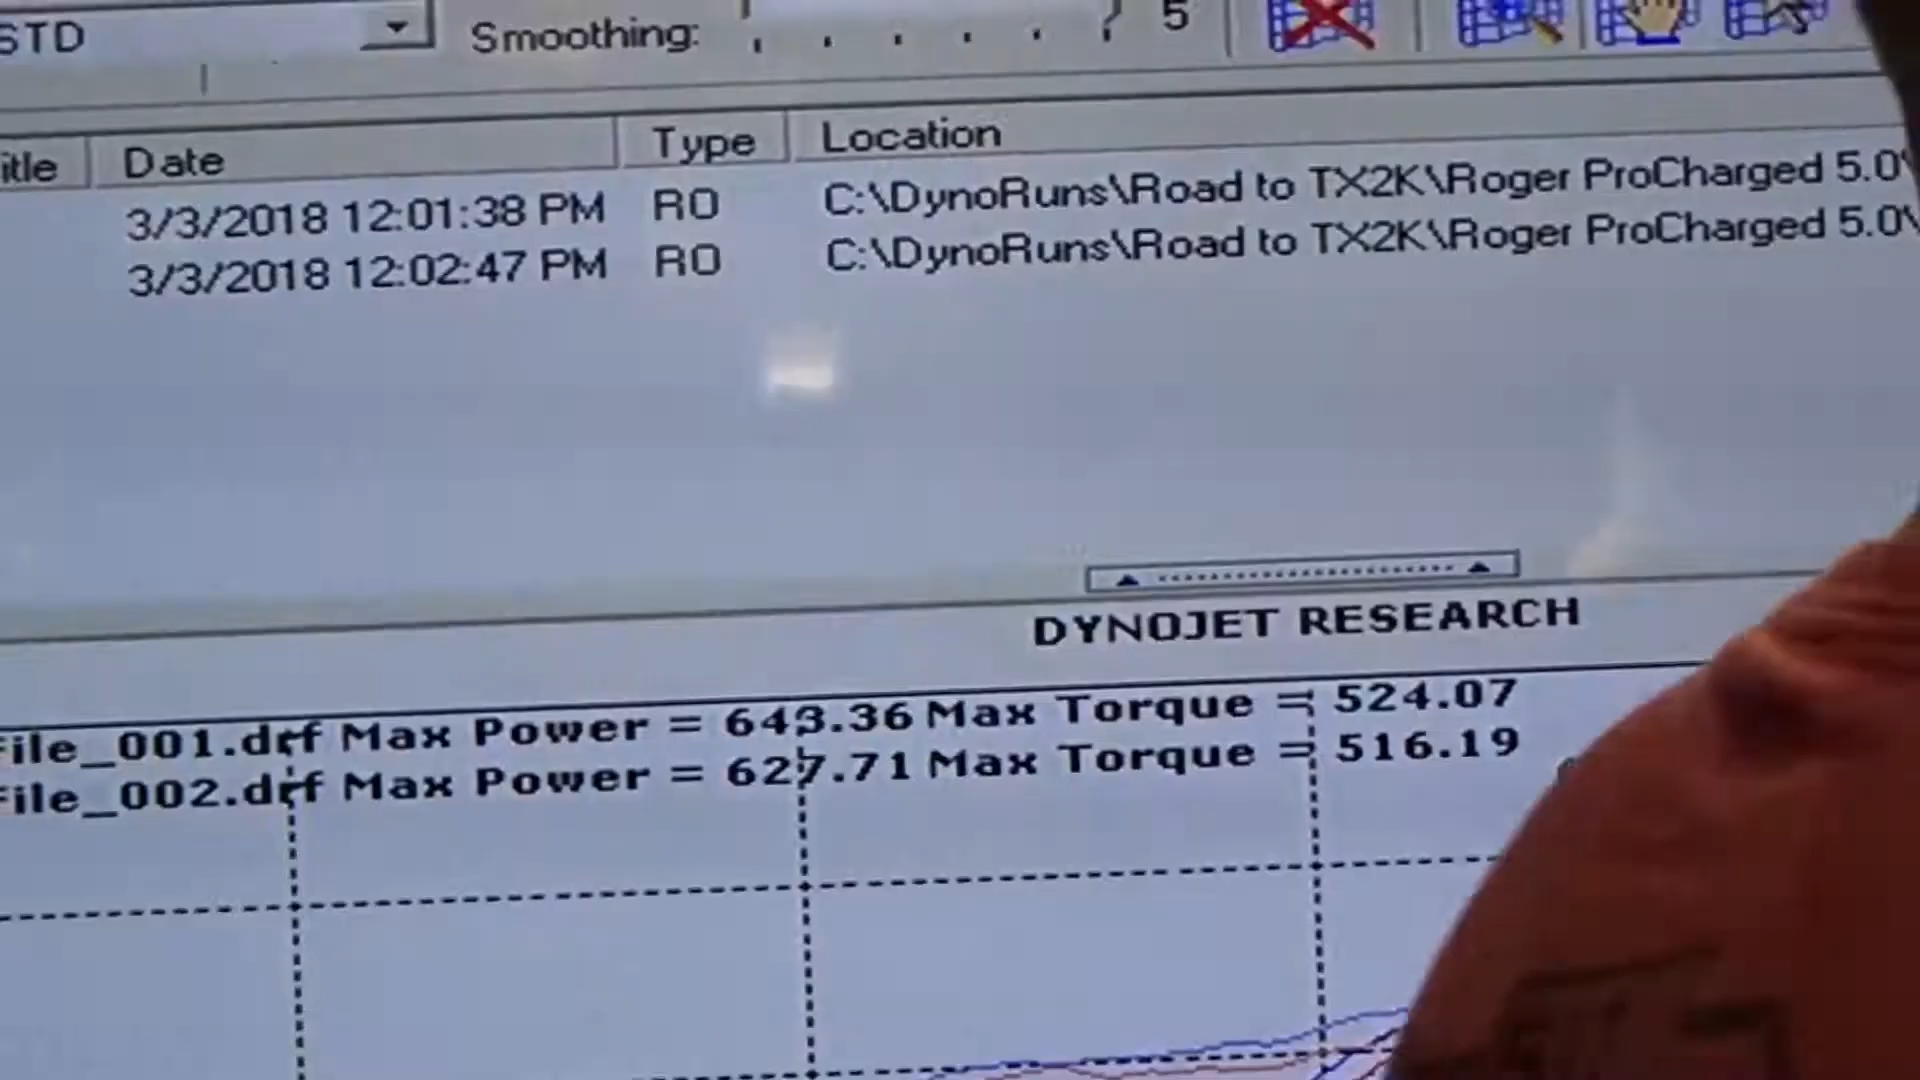 STD
Smoothing:
5
itle
Date
Type
Location
3/3/2018 12:01:38 PM RO C:\DynoRuns\Road to TX2K\Roger ProCharged 5.0\
3/3/2018 12:02:47 PM RO C:\DynoRuns\Road to TX2K\Roger ProCharged 5.0\
DYNOJET RESEARCH
File_001.drf Max Power = 643.36 Max Torque = 524.07
File_002.drf Max Power = 627.71 Max Torque = 516.19